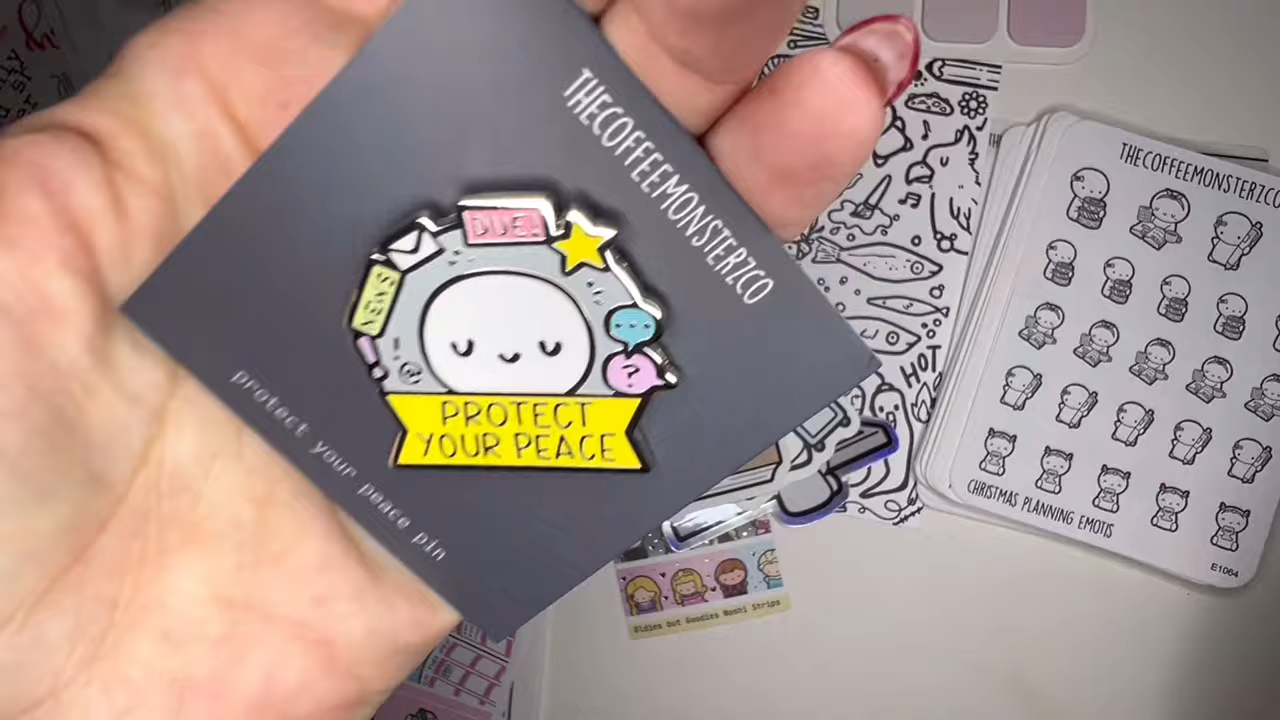 THECOFFEEMONSTERZCO
DUE!
NEWS
@
?
PROTECT
YOUR PEACE
protect your peace pin
HOT
THECOFFEEMONSTERZCO
CHRISTMAS PLANNING EMOTIS
E1064
Oldies but Goodies Washi Strips